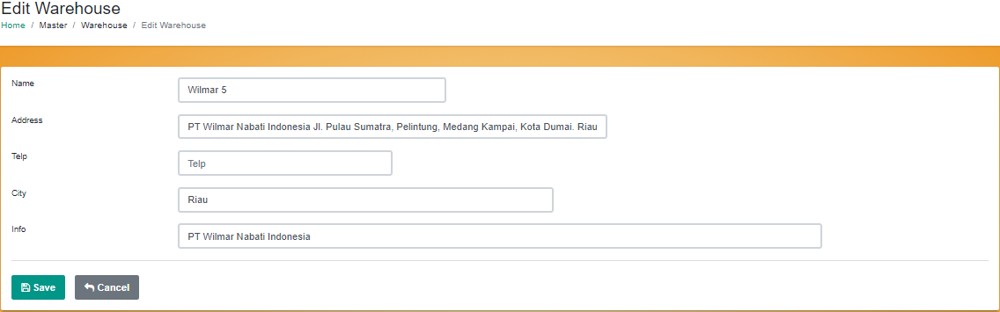 Edit Warehouse
Home / Master / Warehouse / Edit Warehouse
Name
Wilmar 5
Address
PT Wilmar Nabati Indonesia Jl. Pulau Sumatra, Pelintung, Medang Kampai, Kota Dumai. Riau
Telp
Telp
City
Riau
Info
PT Wilmar Nabati Indonesia
Save Cancel